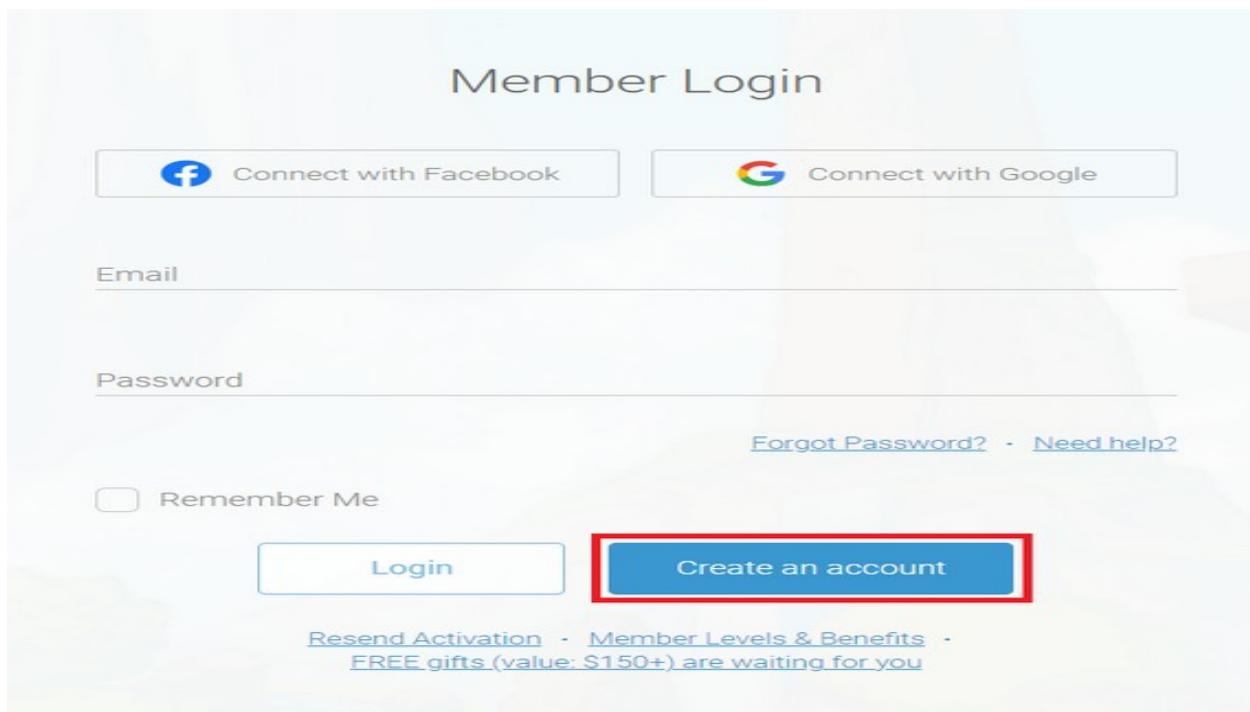 Member Login
Connect with Facebook
Connect with Google
Email
Password
Forgot Password? · Need help?
Remember Me
Login
Create an account
Resend Activation · Member Levels & Benefits ·
FREE gifts (value: $150+) are waiting for you